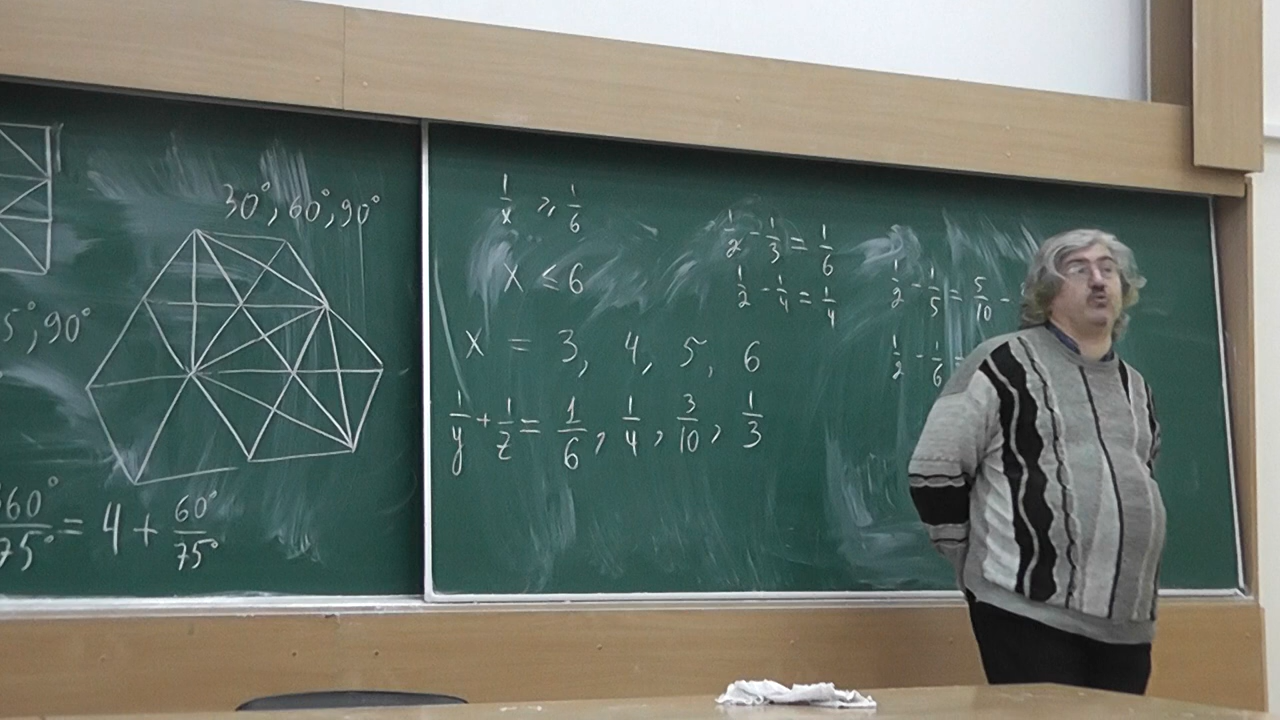 30°, 60°, 90°
5°, 90°
60°/75° = 4 + 60°/75°
1/x ⩾ 1/6
x ≤ 6
x = 3, 4, 5, 6
1/y + 1/z = 1/6, 1/4, 3/10, 1/3
1/2 - 1/3 = 1/6
1/2 - 1/4 = 1/4
1/2 - 1/5 = 5/10 -
1/2 - 1/6 =